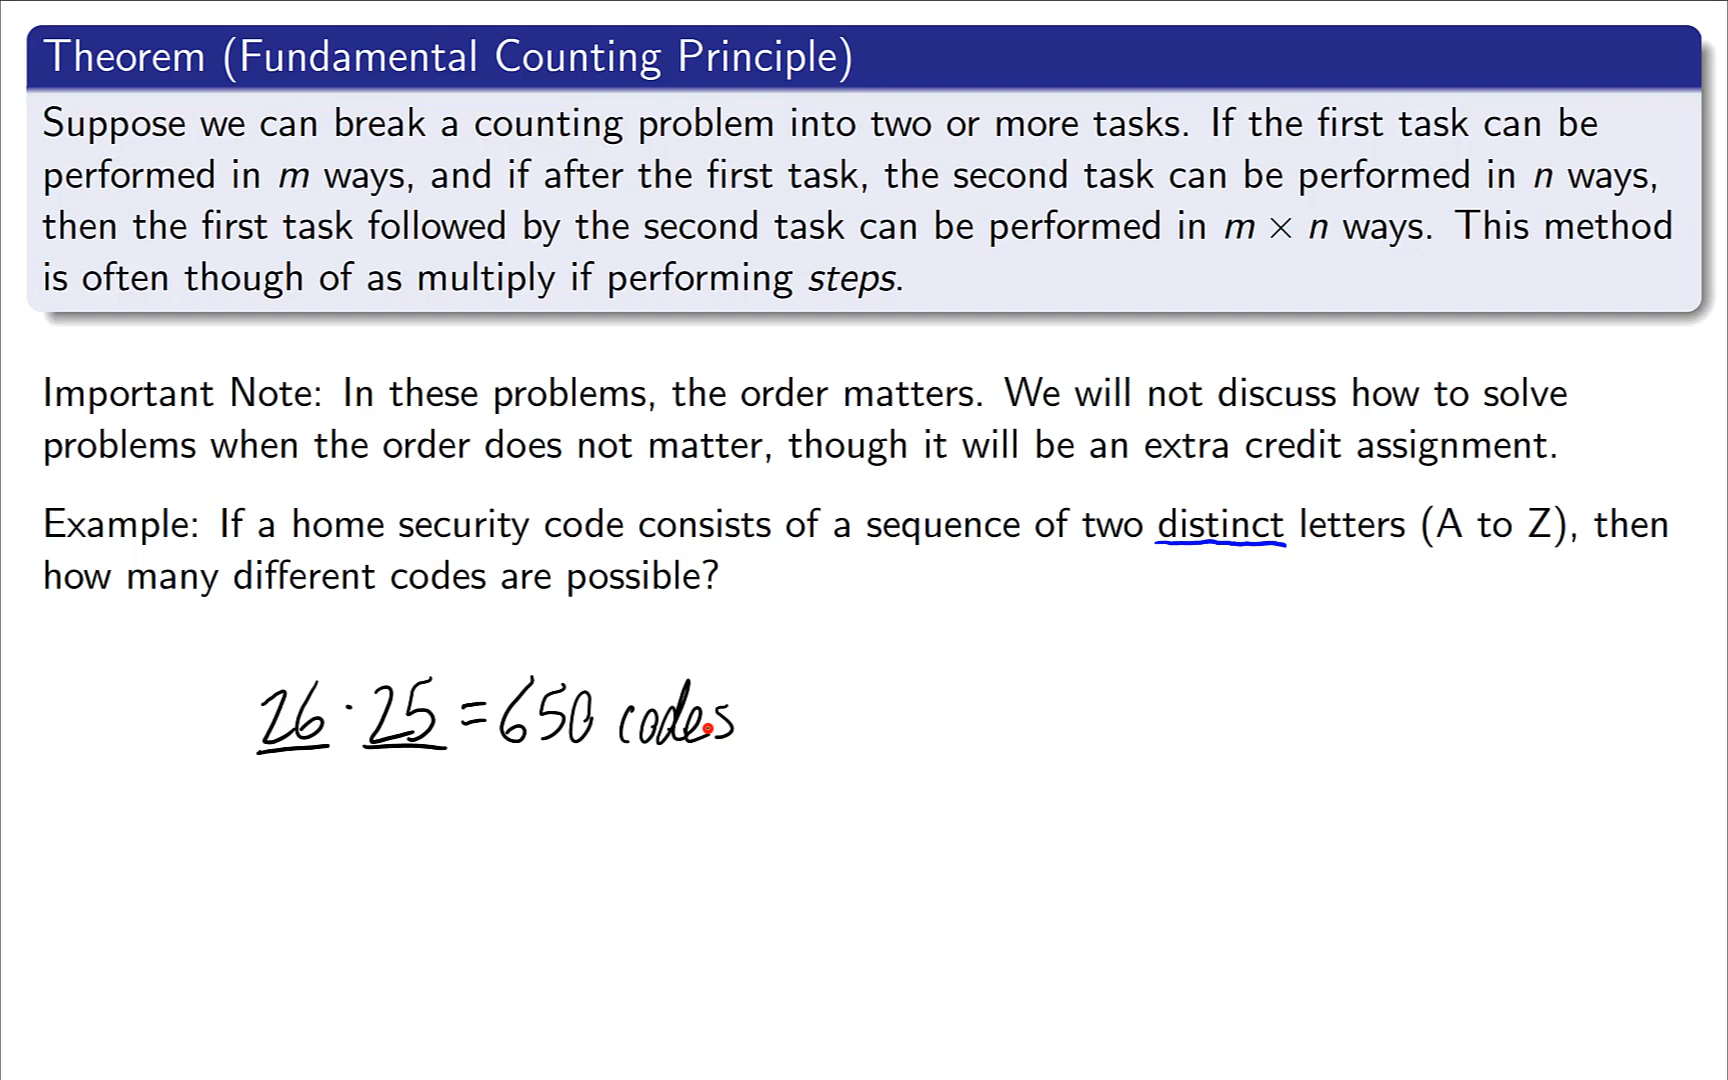 Theorem (Fundamental Counting Principle)
Suppose we can break a counting problem into two or more tasks. If the first task can be
performed in m ways, and if after the first task, the second task can be performed in n ways,
then the first task followed by the second task can be performed in m × n ways. This method
is often though of as multiply if performing steps.
Important Note: In these problems, the order matters. We will not discuss how to solve
problems when the order does not matter, though it will be an extra credit assignment.
Example: If a home security code consists of a sequence of two distinct letters (A to Z), then
how many different codes are possible?
26 · 25 = 650 codes